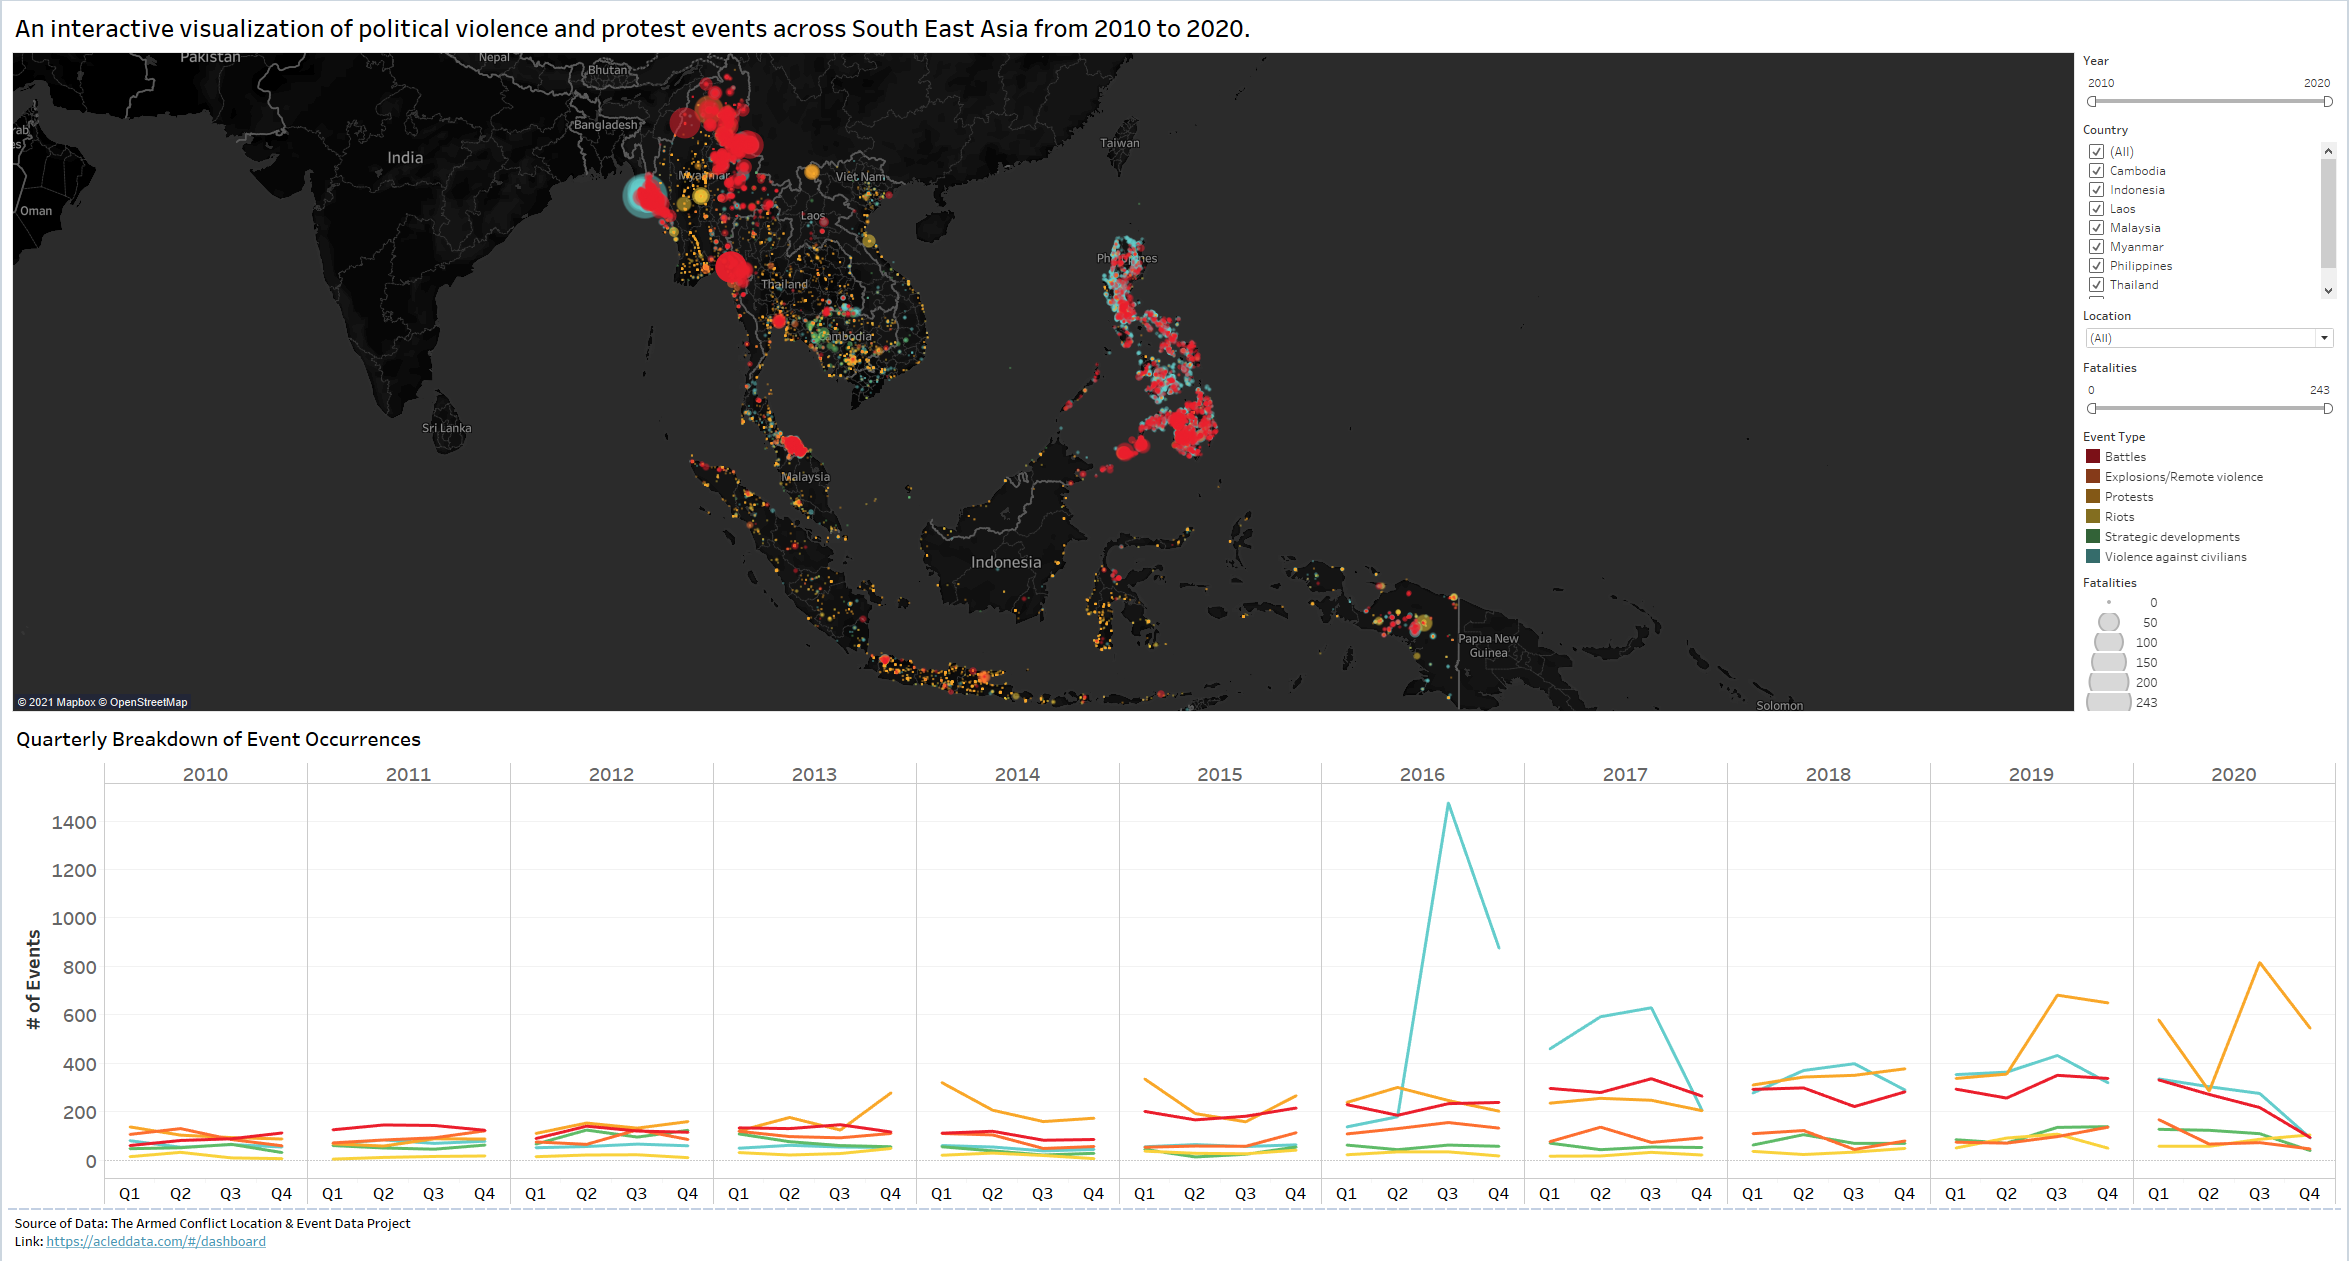 An interactive visualization of political violence and protest events across South East Asia from 2010 to 2020.
Pakistan
Nepal
Bhutan
Bangladesh
India
Oman
Taiwan
Myanmar
Viet Nam
Laos
Philippines
Thailand
Cambodia
Sri Lanka
Malaysia
Indonesia
Papua New
Guinea
Solomon
© 2021 Mapbox © OpenStreetMap
Year
2010 2020
Country
(All)
Cambodia
Indonesia
Laos
Malaysia
Myanmar
Philippines
Thailand
Location
(All)
Fatalities
0 243
Event Type
Battles
Explosions/Remote violence
Protests
Riots
Strategic developments
Violence against civilians
Fatalities
0
50
100
150
200
243
Quarterly Breakdown of Event Occurrences
2010 2011 2012 2013 2014 2015 2016 2017 2018 2019 2020
# of Events
1400
1200
1000
800
600
400
200
0
Q1 Q2 Q3 Q4 Q1 Q2 Q3 Q4 Q1 Q2 Q3 Q4 Q1 Q2 Q3 Q4 Q1 Q2 Q3 Q4 Q1 Q2 Q3 Q4 Q1 Q2 Q3 Q4 Q1 Q2 Q3 Q4 Q1 Q2 Q3 Q4 Q1 Q2 Q3 Q4 Q1 Q2 Q3 Q4
Source of Data: The Armed Conflict Location & Event Data Project
Link: https://acleddata.com/#/dashboard